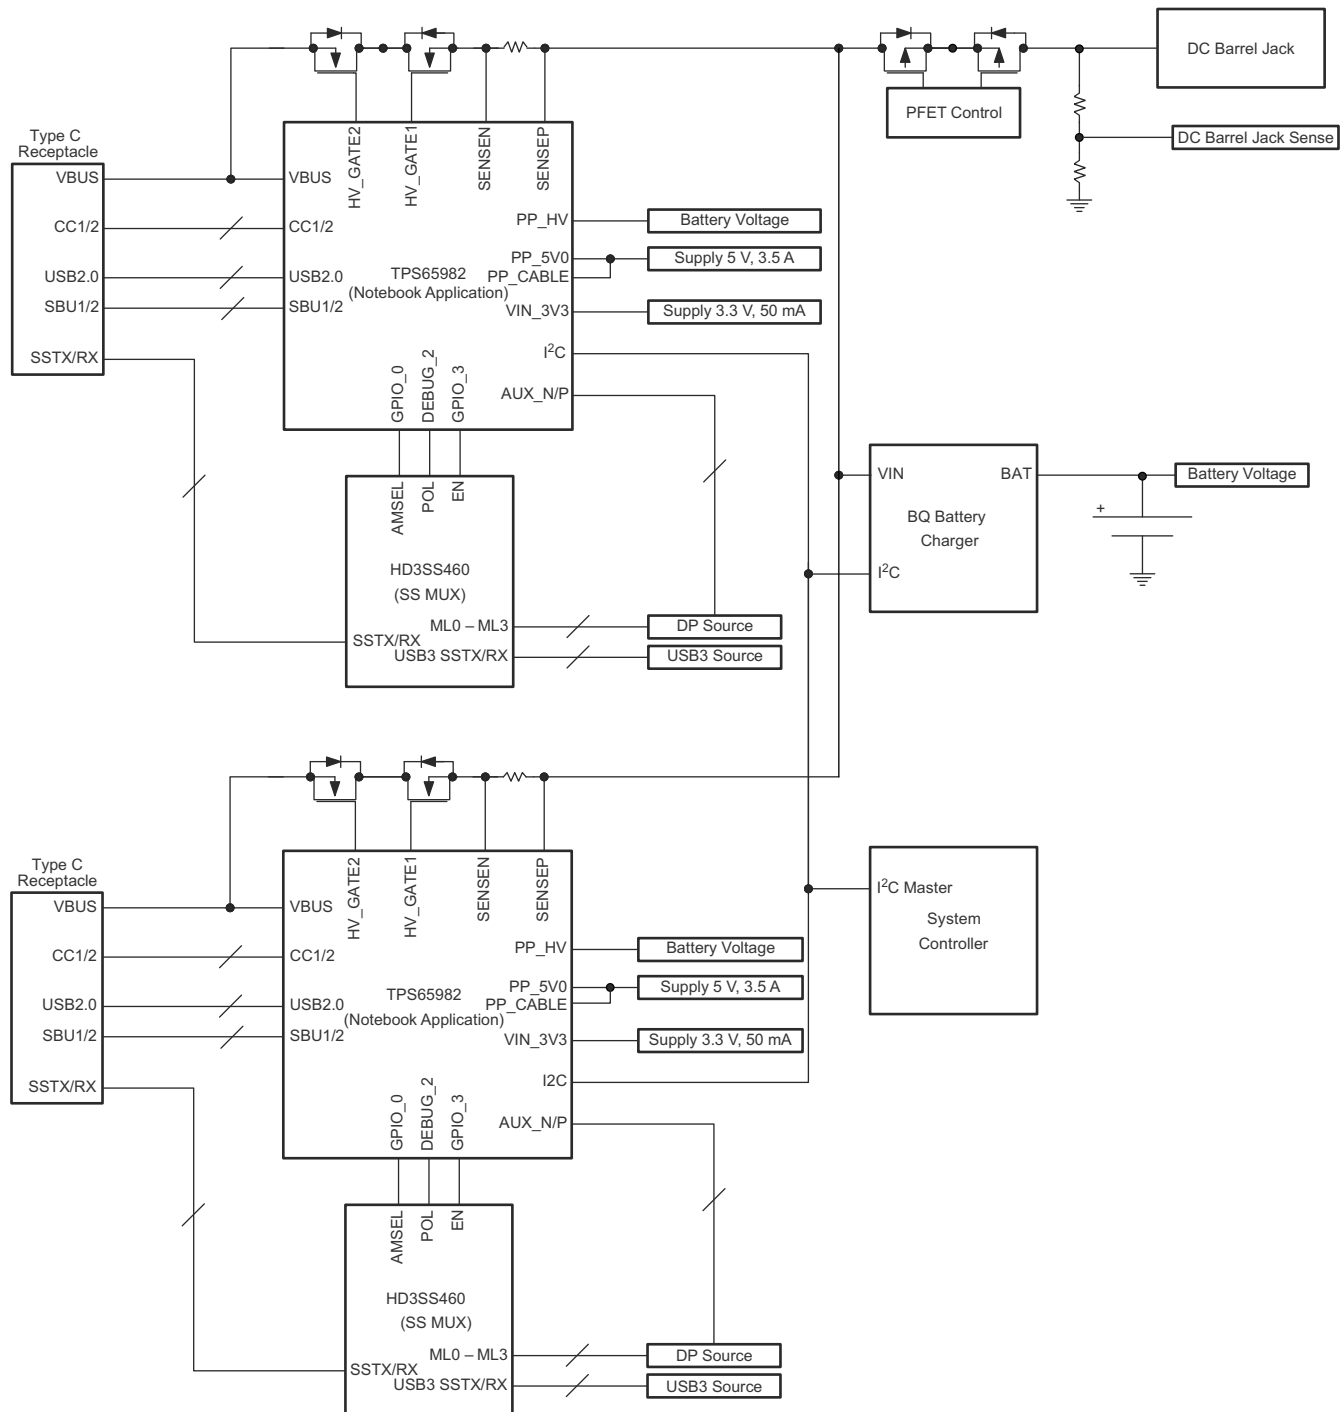 DC Barrel Jack
PFET Control
DC Barrel Jack Sense
Type C
Receptacle
VBUS
CC1/2
USB2.0
SBU1/2
SSTX/RX
HV_GATE2
HV_GATE1
SENSEN
SENSEP
VBUS
CC1/2
USB2.0
SBU1/2
TPS65982
(Notebook Application)
PP_HV
PP_5V0
PP_CABLE
VIN_3V3
I²C
AUX_N/P
GPIO_0
DEBUG_2
GPIO_3
Battery Voltage
Supply 5 V, 3.5 A
Supply 3.3 V, 50 mA
AMSEL
POL
EN
HD3SS460
(SS MUX)
ML0 – ML3
SSTX/RX
USB3 SSTX/RX
DP Source
USB3 Source
VIN
BAT
BQ Battery
Charger
I²C
Battery Voltage
+
Type C
Receptacle
VBUS
CC1/2
USB2.0
SBU1/2
SSTX/RX
HV_GATE2
HV_GATE1
SENSEN
SENSEP
VBUS
CC1/2
USB2.0
SBU1/2
TPS65982
(Notebook Application)
PP_HV
PP_5V0
PP_CABLE
VIN_3V3
I2C
AUX_N/P
GPIO_0
DEBUG_2
GPIO_3
Battery Voltage
Supply 5 V, 3.5 A
Supply 3.3 V, 50 mA
I²C Master
System
Controller
AMSEL
POL
EN
HD3SS460
(SS MUX)
ML0 – ML3
SSTX/RX
USB3 SSTX/RX
DP Source
USB3 Source